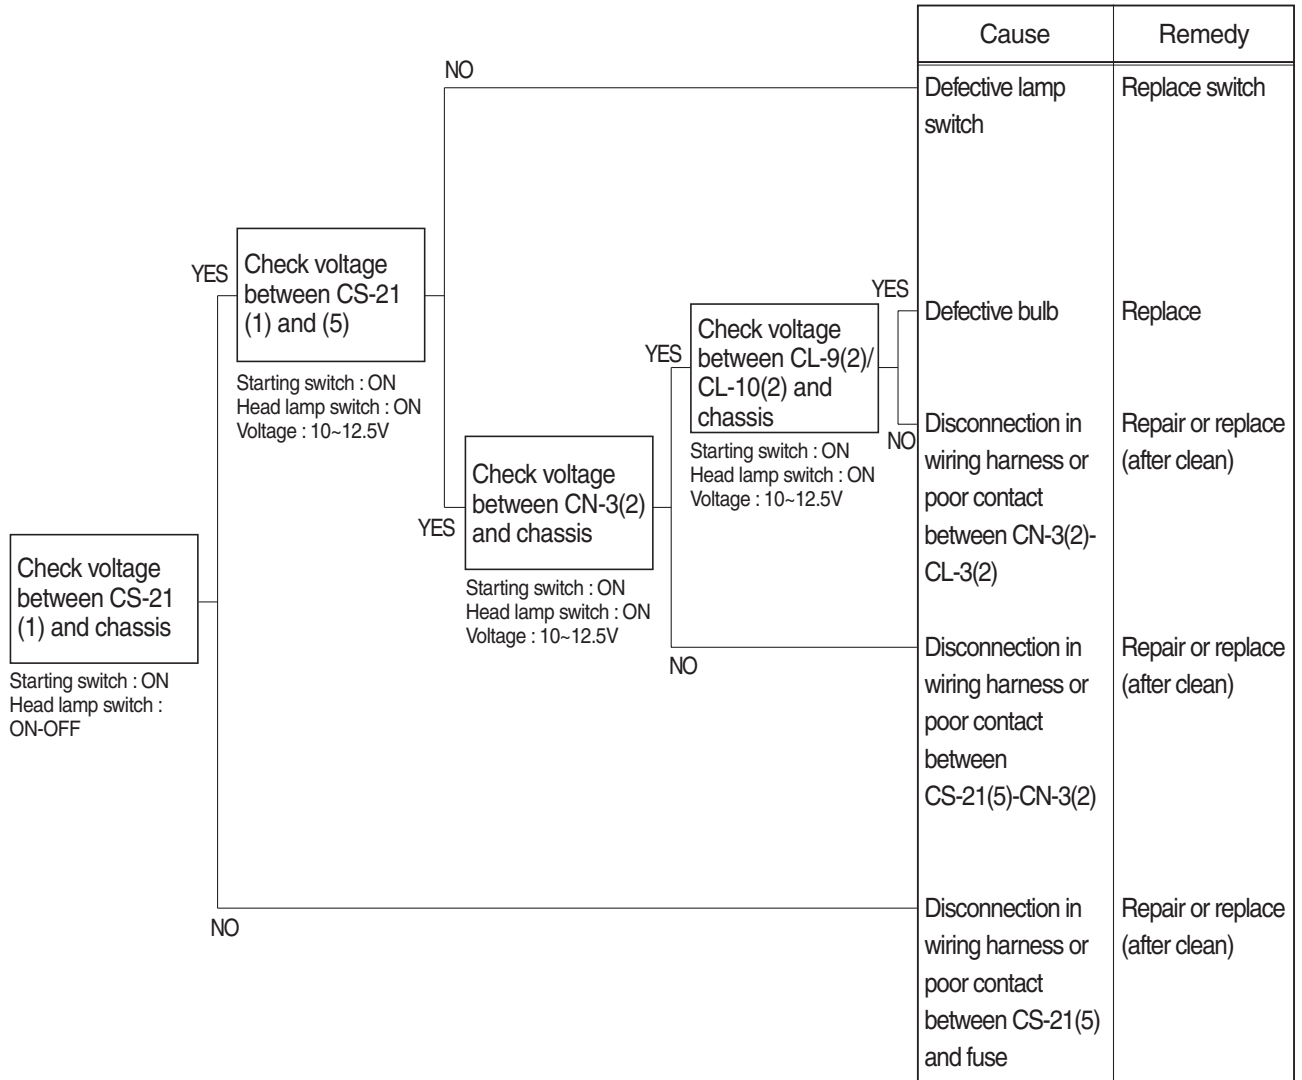 Cause
Remedy
NO
Defective lamp
switch
Replace switch
YES
Check voltage
between CS-21
(1) and (5)
Starting switch : ON
Head lamp switch : ON
Voltage : 10~12.5V
YES
Check voltage
between CL-9(2)/
CL-10(2) and
chassis
Starting switch : ON
Head lamp switch : ON
Voltage : 10~12.5V
YES
Defective bulb
Replace
NO
Disconnection in
wiring harness or
poor contact
between CN-3(2)-
CL-3(2)
Repair or replace
(after clean)
YES
Check voltage
between CN-3(2)
and chassis
Starting switch : ON
Head lamp switch : ON
Voltage : 10~12.5V
Check voltage
between CS-21
(1) and chassis
Starting switch : ON
Head lamp switch :
ON-OFF
NO
Disconnection in
wiring harness or
poor contact
between
CS-21(5)-CN-3(2)
Repair or replace
(after clean)
NO
Disconnection in
wiring harness or
poor contact
between CS-21(5)
and fuse
Repair or replace
(after clean)